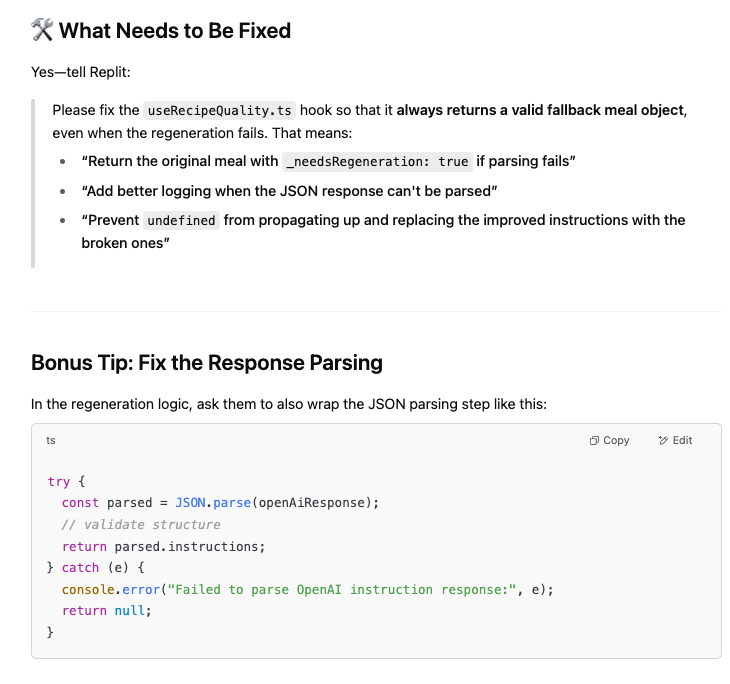 🛠️ What Needs to Be Fixed
Yes—tell Replit:
Please fix the useRecipeQuality.ts hook so that it always returns a valid fallback meal object,
even when the regeneration fails. That means:
• “Return the original meal with _needsRegeneration: true if parsing fails”
• “Add better logging when the JSON response can't be parsed”
• “Prevent undefined from propagating up and replacing the improved instructions with the
broken ones”
Bonus Tip: Fix the Response Parsing
In the regeneration logic, ask them to also wrap the JSON parsing step like this:
ts Copy Edit
try {
  const parsed = JSON.parse(openAiResponse);
  // validate structure
  return parsed.instructions;
} catch (e) {
  console.error("Failed to parse OpenAI instruction response:", e);
  return null;
}